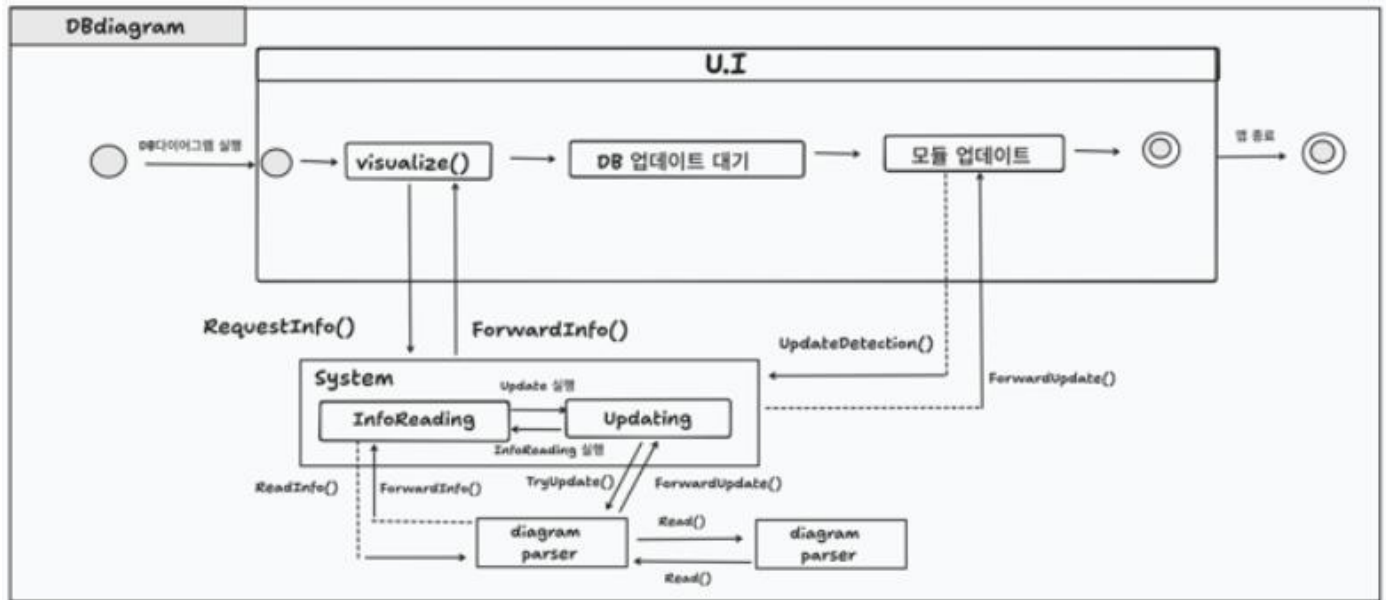 DBdiagram
U.I
DB다이어그램 실행
visualize()
DB 업데이트 대기
모듈 업데이트
앱 종료
RequestInfo()
ForwardInfo()
UpdateDetection()
ForwardUpdate()
System
Update 실행
InfoReading
Updating
InfoReading 실행
ReadInfo()
ForwardInfo()
TryUpdate()
ForwardUpdate()
diagram
parser
Read()
diagram
parser
Read()